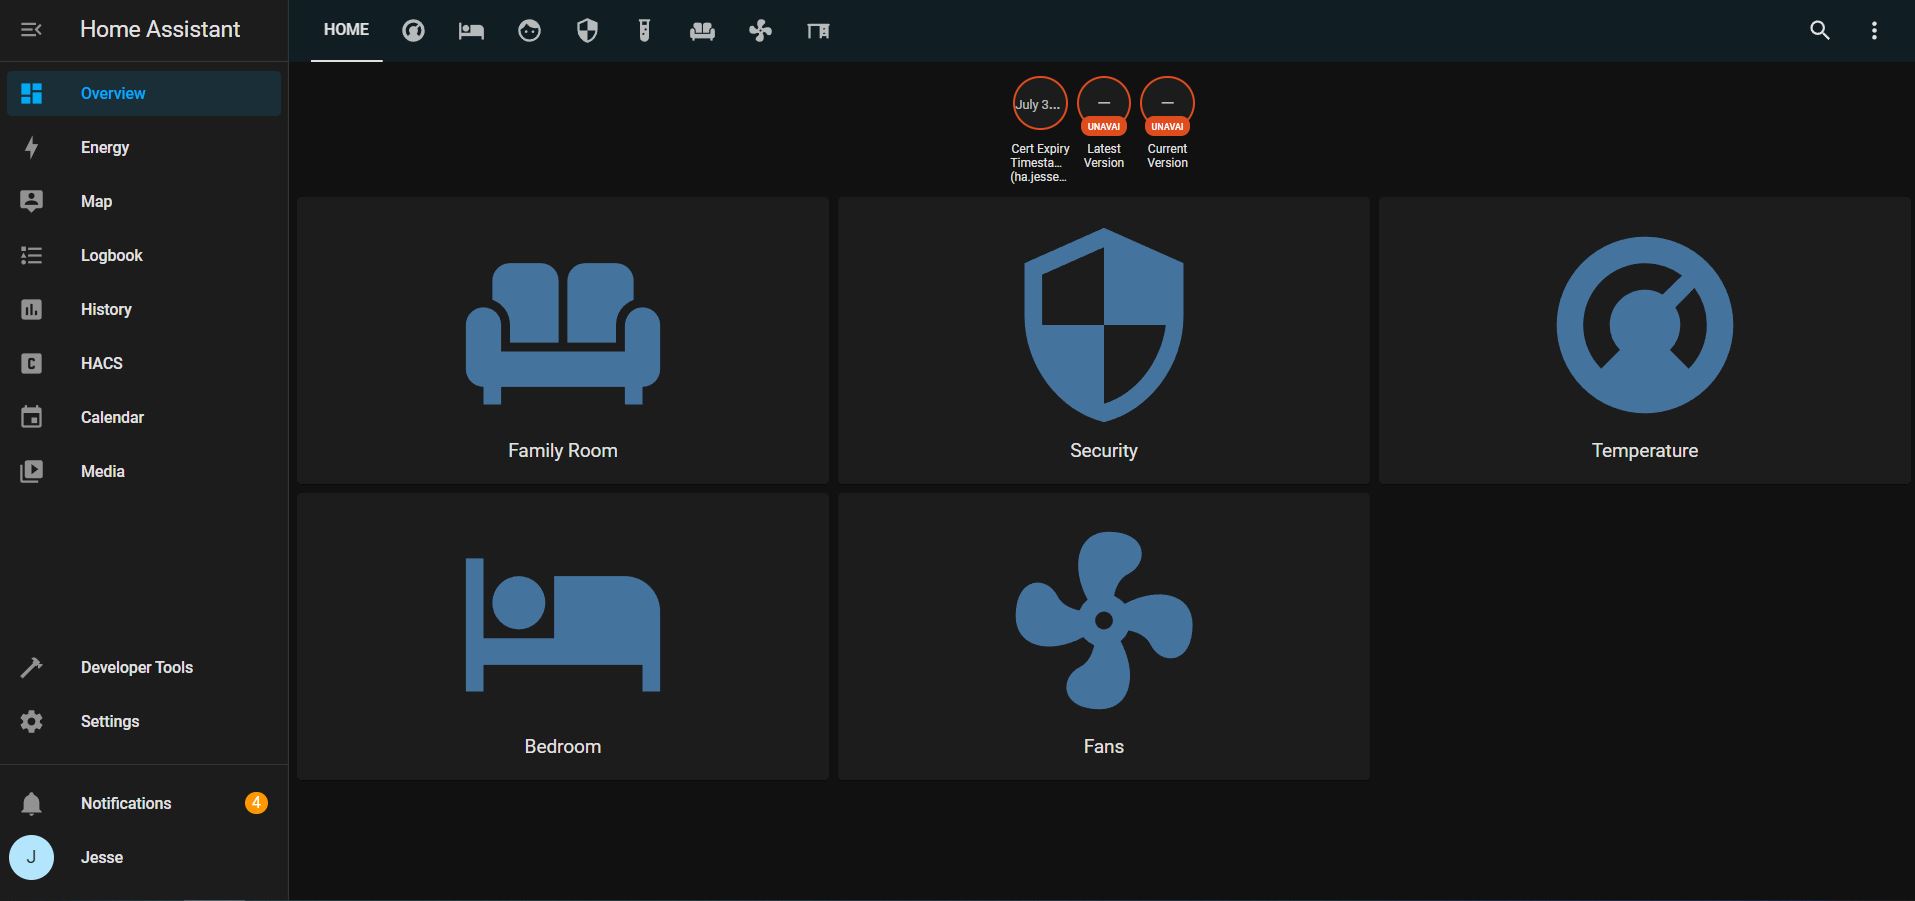 Home Assistant
HOME
Overview
Energy
Map
Logbook
History
C
HACS
Calendar
Media
Developer Tools
Settings
Notifications
4
J
Jesse
July 3...
Cert Expiry
Timesta...
(ha.jesse...
–
UNAVAI
Latest
Version
–
UNAVAI
Current
Version
Family Room
Security
Temperature
Bedroom
Fans